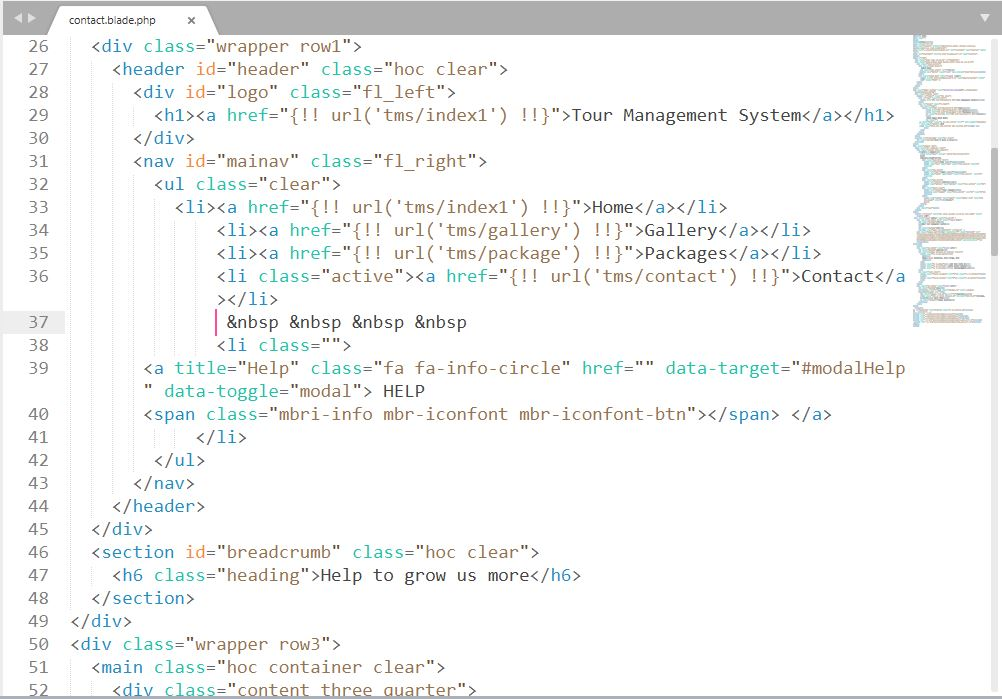 contact.blade.php ×
26 <div class="wrapper row1">
27 <header id="header" class="hoc clear">
28 <div id="logo" class="fl_left">
29 <h1><a href="{!! url('tms/index1') !!}">Tour Management System</a></h1>
30 </div>
31 <nav id="mainav" class="fl_right">
32 <ul class="clear">
33 <li><a href="{!! url('tms/index1') !!}">Home</a></li>
34 <li><a href="{!! url('tms/gallery') !!}">Gallery</a></li>
35 <li><a href="{!! url('tms/package') !!}">Packages</a></li>
36 <li class="active"><a href="{!! url('tms/contact') !!}">Contact</a
></li>
37 &nbsp &nbsp &nbsp &nbsp
38 <li class="">
39 <a title="Help" class="fa fa-info-circle" href="" data-target="#modalHelp
" data-toggle="modal"> HELP
40 <span class="mbri-info mbr-iconfont mbr-iconfont-btn"></span> </a>
41 </li>
42 </ul>
43 </nav>
44 </header>
45 </div>
46 <section id="breadcrumb" class="hoc clear">
47 <h6 class="heading">Help to grow us more</h6>
48 </section>
49 </div>
50 <div class="wrapper row3">
51 <main class="hoc container clear">
52 <div class="content three_quarter">